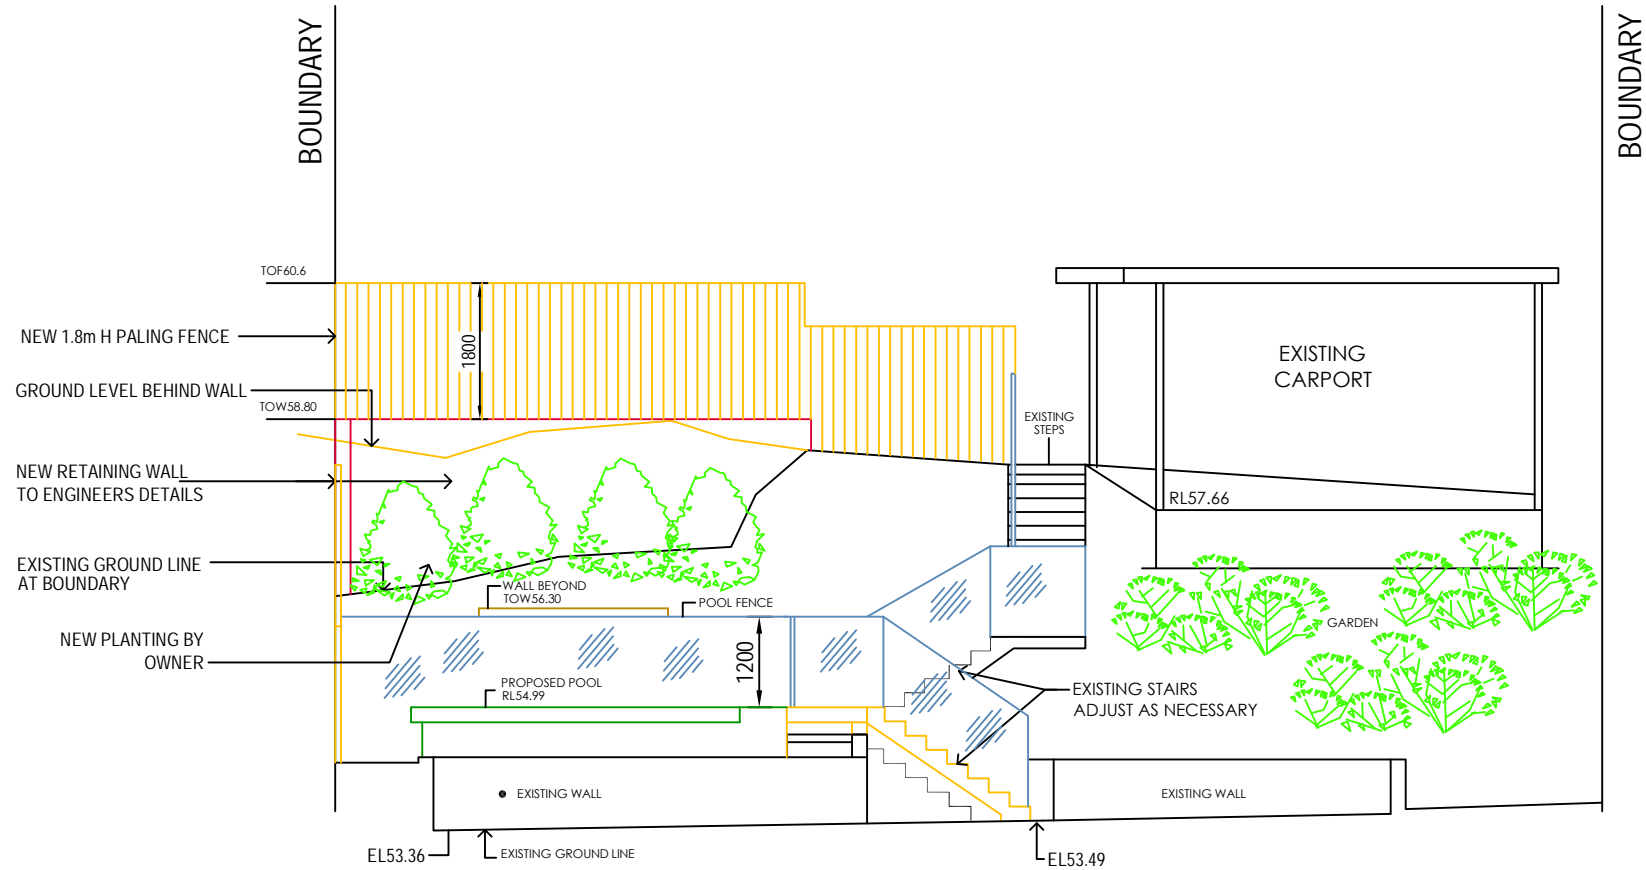 BOUNDARY
BOUNDARY
TOF60.6
NEW 1.8m H PALING FENCE
1800
EXISTING
CARPORT
GROUND LEVEL BEHIND WALL
TOW58.80
EXISTING
STEPS
NEW RETAINING WALL
TO ENGINEERS DETAILS
RL57.66
EXISTING GROUND LINE
AT BOUNDARY
WALL BEYOND
TOW56.30
POOL FENCE
GARDEN
NEW PLANTING BY
OWNER
1200
PROPOSED POOL
RL54.99
EXISTING STAIRS
ADJUST AS NECESSARY
EXISTING WALL
EXISTING WALL
EL53.36
EXISTING GROUND LINE
EL53.49